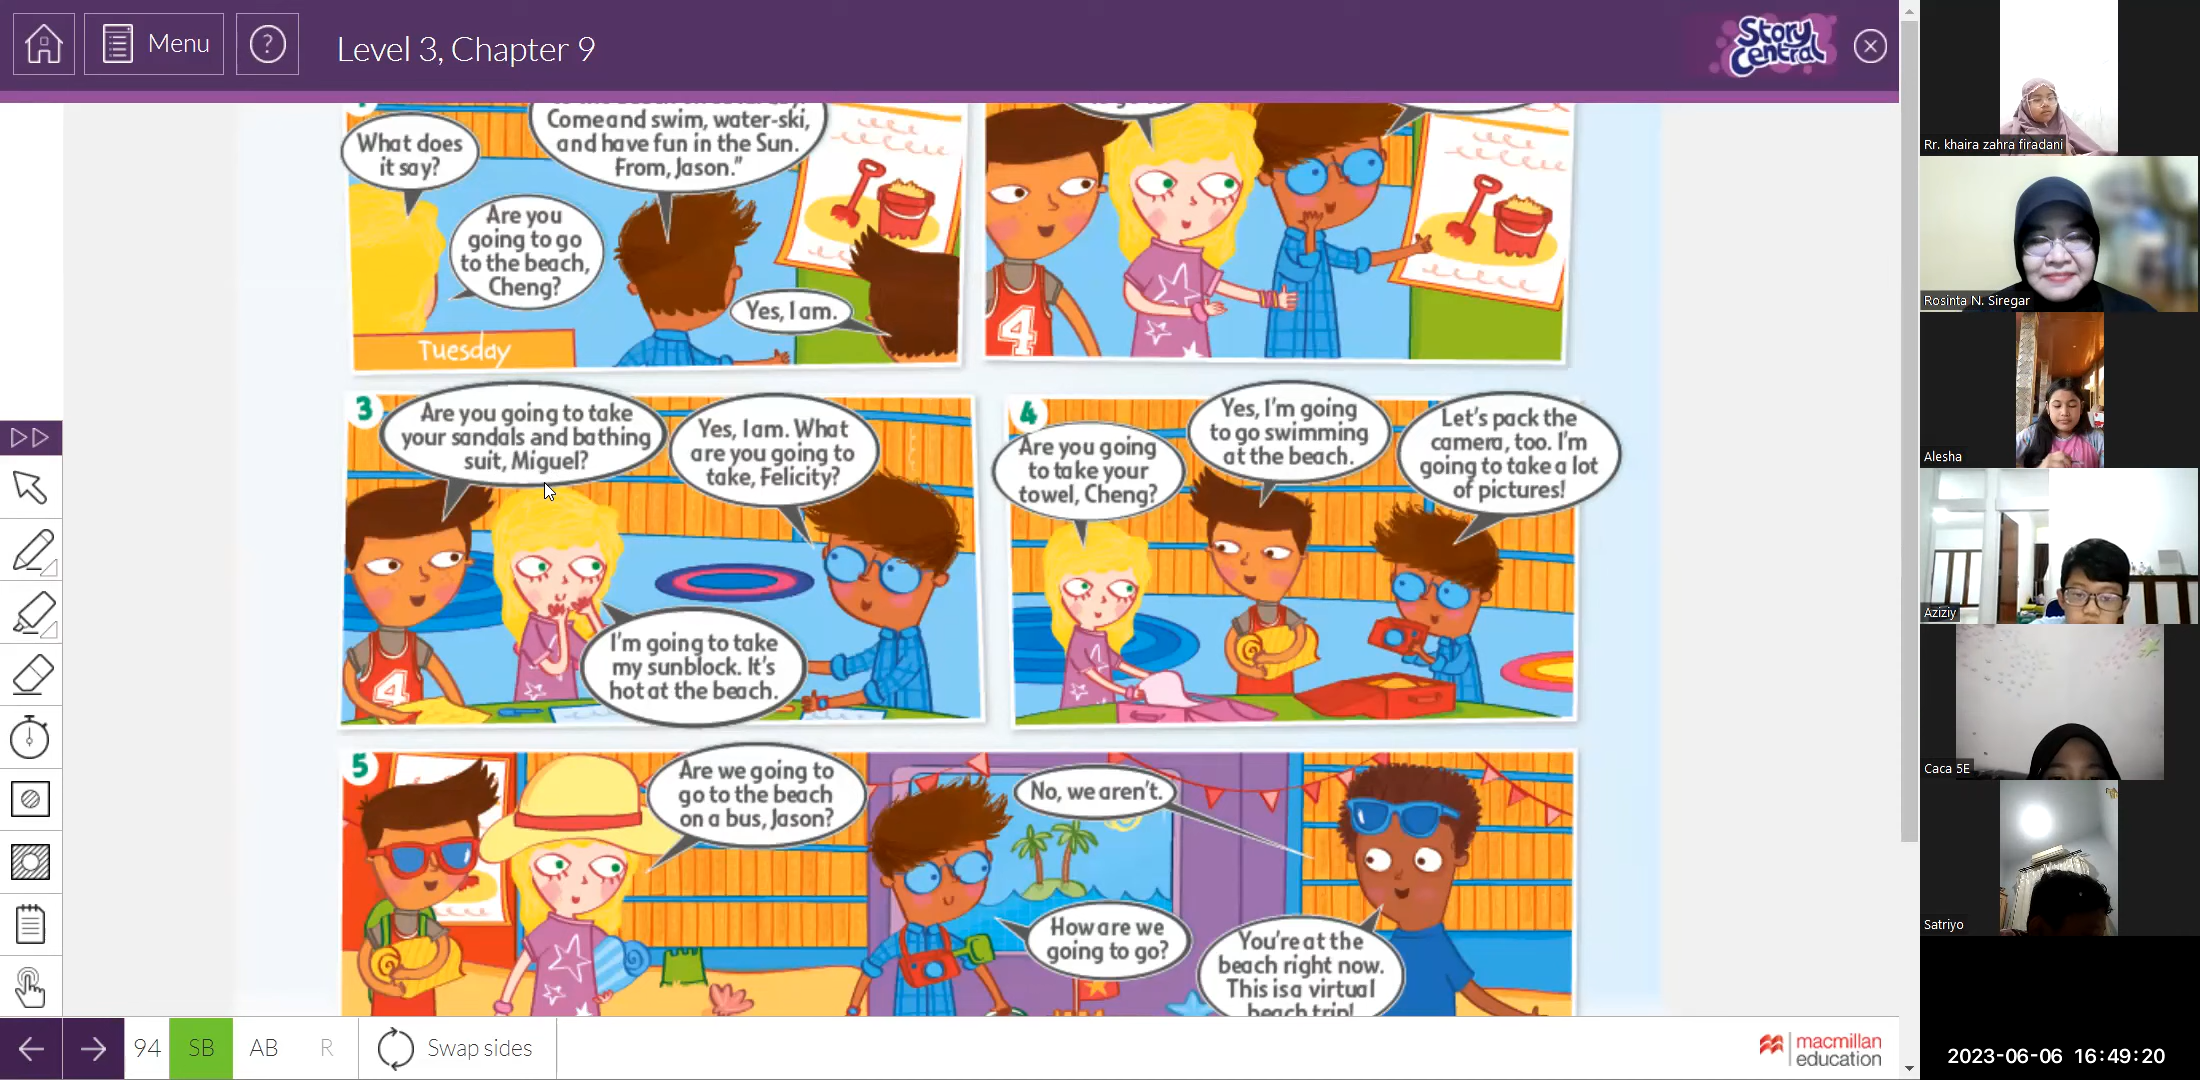 Menu
?
Level 3, Chapter 9
Story
Central
What does
it say?
Come and swim, water-ski,
and have fun in the Sun.
From, Jason."
Are you
going to go
to the beach,
Cheng?
Yes, I am.
Tuesday
4
3
Are you going to take
your sandals and bathing
suit, Miguel?
Yes, I am. What
are you going to
take, Felicity?
I'm going to take
my sunblock. It's
hot at the beach.
4
4
Are you going
to take your
towel, Cheng?
Yes, I'm going
to go swimming
at the beach.
Let's pack the
camera, too. I'm
going to take a lot
of pictures!
5
Are we going to
go to the beach
on a bus, Jason?
No, we aren't.
How are we
going to go?
You're at the
beach right now.
This is a virtual
beach trip!
94
SB
AB
R
Swap sides
macmillan
education
Rr. khaira zahra firadani
Rosinta N. Siregar
Alesha
Aziziy
Caca 5E
Satriyo
2023-06-06 16:49:20